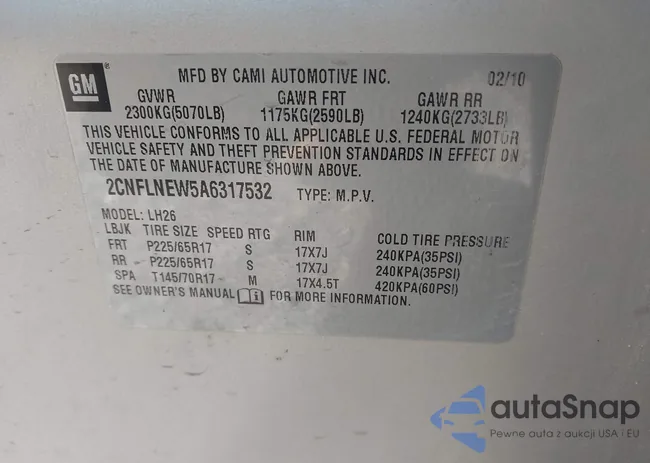 GM
MFD BY CAMI AUTOMOTIVE INC. 02/10
GVWR GAWR FRT GAWR RR
2300KG(5070LB) 1175KG(2590LB) 1240KG(2733LB)
THIS VEHICLE CONFORMS TO ALL APPLICABLE U.S. FEDERAL MOTOR
VEHICLE SAFETY AND THEFT PREVENTION STANDARDS IN EFFECT ON
THE DATE OF MANUFACTURE SHOWN ABOVE.
2CNFLNEW5A6317532 TYPE: M.P.V.
MODEL: LH26
LBJK TIRE SIZE SPEED RTG RIM COLD TIRE PRESSURE
FRT P225/65R17 S 17X7J 240KPA(35PSI)
RR P225/65R17 S 17X7J 240KPA(35PSI)
SPA T145/70R17 M 17X4.5T 420KPA(60PSI)
SEE OWNER'S MANUAL FOR MORE INFORMATION.
autaSnap
Pewne auta z aukcji USA i EU